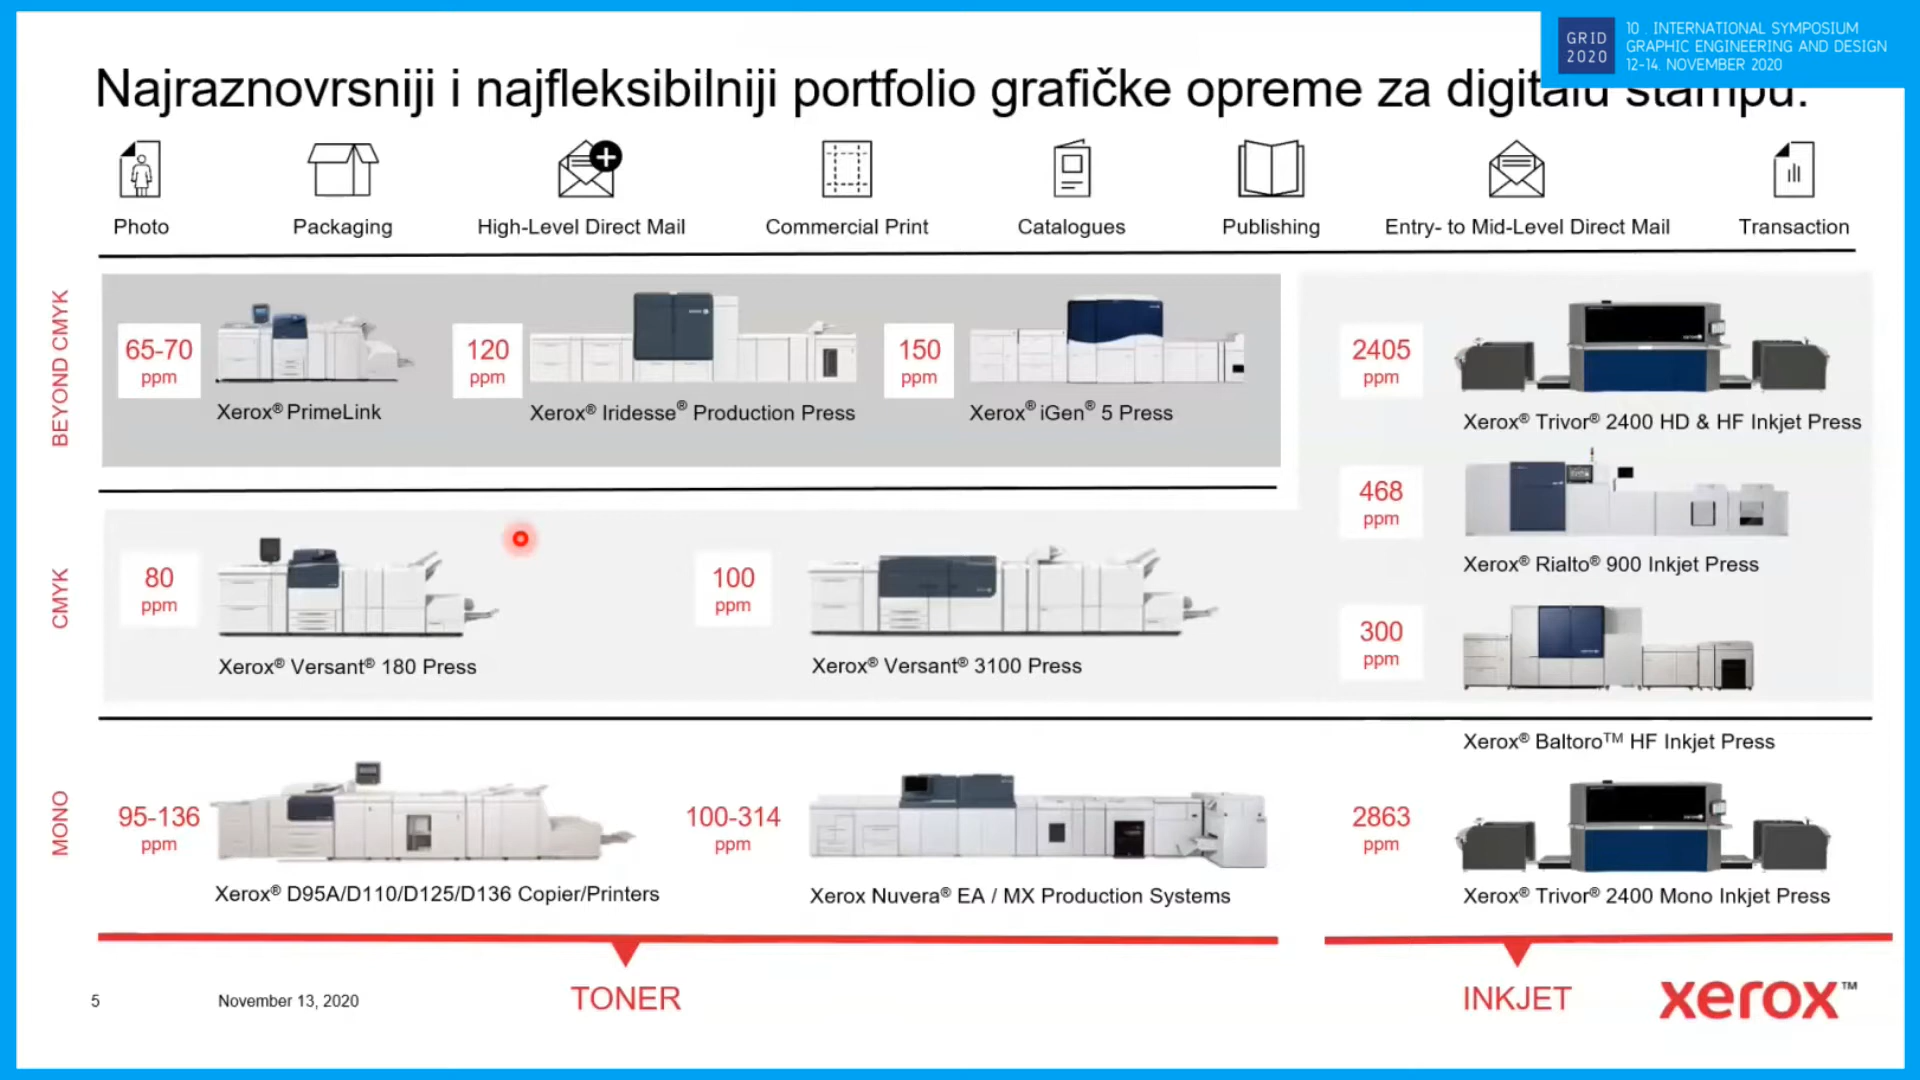 GRID
2020
10 . INTERNATIONAL SYMPOSIUM
GRAPHIC ENGINEERING AND DESIGN
12-14. NOVEMBER 2020
Najraznovrsniji i najfleksibilniji portfolio grafičke opreme za digitalu štampu.
Photo
Packaging
High-Level Direct Mail
Commercial Print
Catalogues
Publishing
Entry- to Mid-Level Direct Mail
Transaction
BEYOND CMYK
65-70
ppm
Xerox® PrimeLink
120
ppm
Xerox® Iridesse® Production Press
150
ppm
Xerox® iGen® 5 Press
2405
ppm
Xerox® Trivor® 2400 HD & HF Inkjet Press
468
ppm
Xerox® Rialto® 900 Inkjet Press
CMYK
80
ppm
Xerox® Versant® 180 Press
100
ppm
Xerox® Versant® 3100 Press
300
ppm
Xerox® Baltoro™ HF Inkjet Press
MONO
95-136
ppm
Xerox® D95A/D110/D125/D136 Copier/Printers
100-314
ppm
Xerox Nuvera® EA / MX Production Systems
2863
ppm
Xerox® Trivor® 2400 Mono Inkjet Press
TONER
INKJET
5
November 13, 2020
xerox™